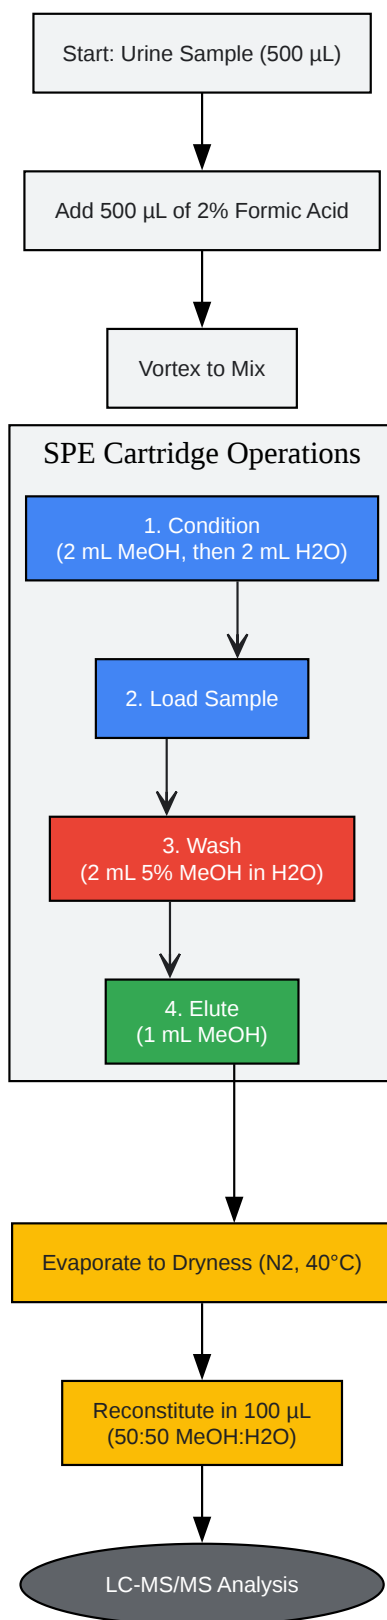 Start: Urine Sample (500 µL)
Add 500 µL of 2% Formic Acid
Vortex to Mix
SPE Cartridge Operations
1. Condition
(2 mL MeOH, then 2 mL H2O)
2. Load Sample
3. Wash
(2 mL 5% MeOH in H2O)
4. Elute
(1 mL MeOH)
Evaporate to Dryness (N2, 40°C)
Reconstitute in 100 µL
(50:50 MeOH:H2O)
LC-MS/MS Analysis